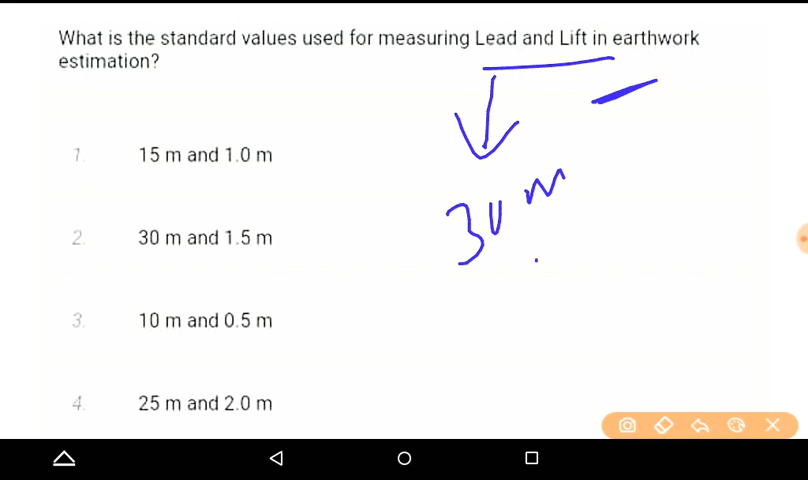 What is the standard values used for measuring Lead and Lift in earthwork
estimation?
1. 15 m and 1.0 m
30 m
2. 30 m and 1.5 m
3. 10 m and 0.5 m
4. 25 m and 2.0 m